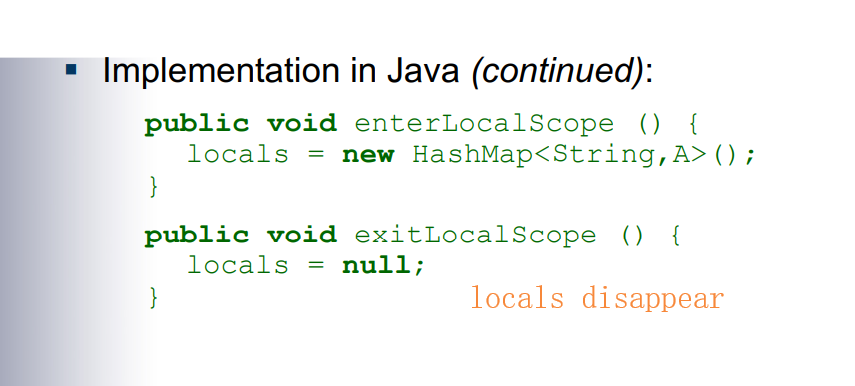 ▪ Implementation in Java (continued):
public void enterLocalScope () {
locals = new HashMap<String,A>();
}
public void exitLocalScope () {
locals = null;
}
locals disappear